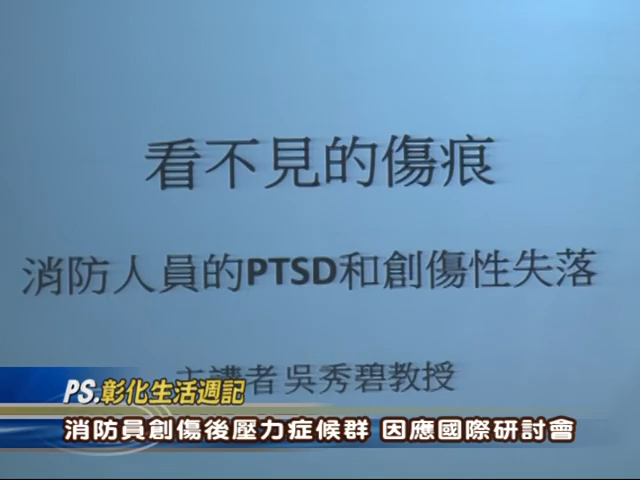 看不見的傷痕
消防人員的PTSD和創傷性失落
主講者 吳秀碧教授
PS.彰化生活週記
消防員創傷後壓力症候群 因應國際研討會